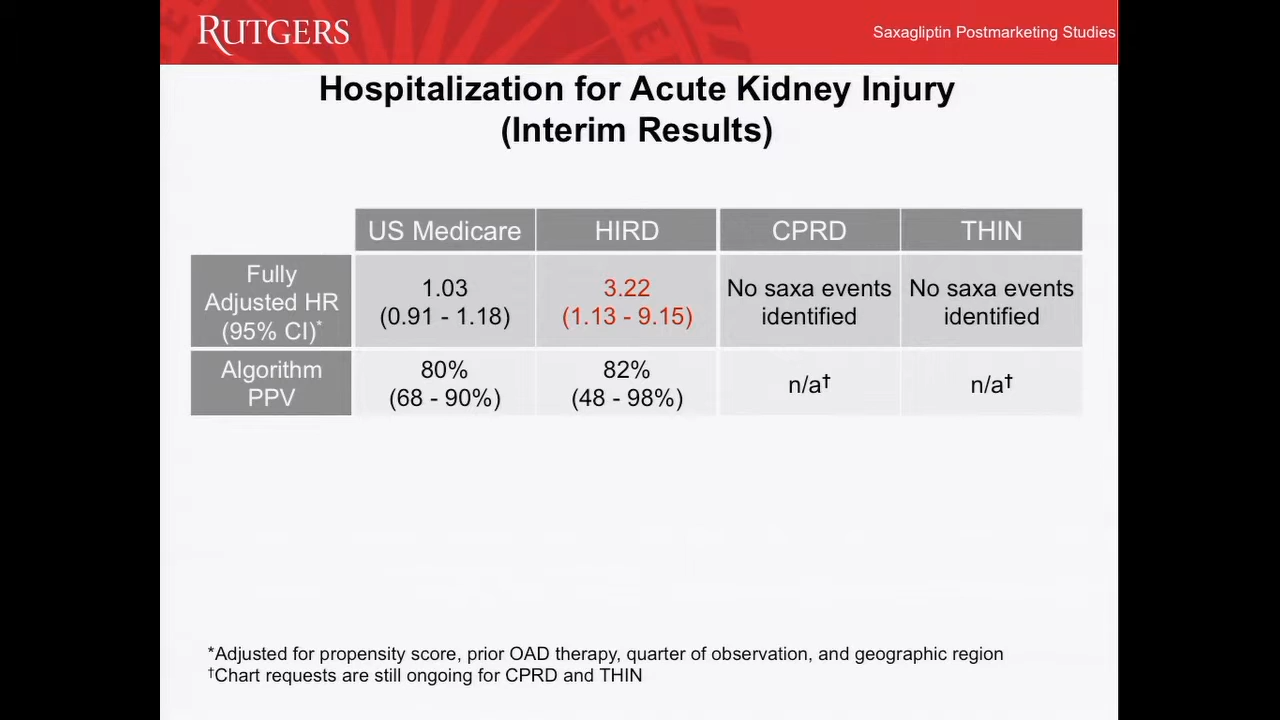 RUTGERS
Saxagliptin Postmarketing Studies
Hospitalization for Acute Kidney Injury
(Interim Results)
US Medicare HIRD CPRD THIN
Fully
Adjusted HR
(95% CI)*
1.03
(0.91 - 1.18)
3.22
(1.13 - 9.15)
No saxa events
identified
No saxa events
identified
Algorithm
PPV
80%
(68 - 90%)
82%
(48 - 98%)
n/a†
n/a†
*Adjusted for propensity score, prior OAD therapy, quarter of observation, and geographic region
†Chart requests are still ongoing for CPRD and THIN